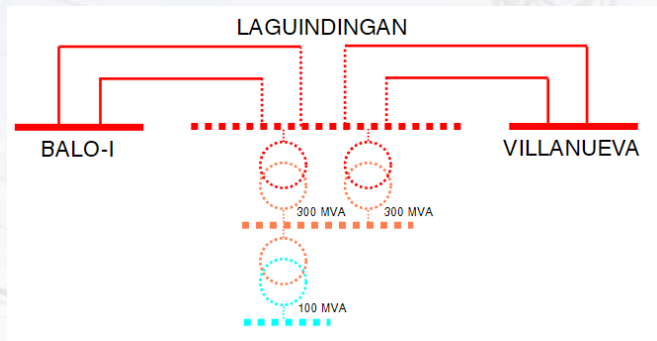 LAGUINDINGAN
BALO-I
VILLANUEVA
300 MVA
300 MVA
100 MVA